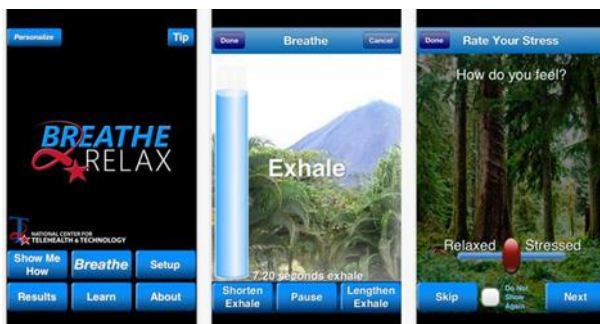 Personalize
Tip
BREATHE
2 RELAX
NATIONAL CENTER FOR
TELEHEALTH & TECHNOLOGY
Show Me
How
Breathe
Setup
Results
Learn
About
Done
Breathe
Cancel
Exhale
7.20 seconds exhale
Shorten
Exhale
Pause
Lengthen
Exhale
Done
Rate Your Stress
How do you feel?
Relaxed
Stressed
Skip
Do Not
Show
Again
Next